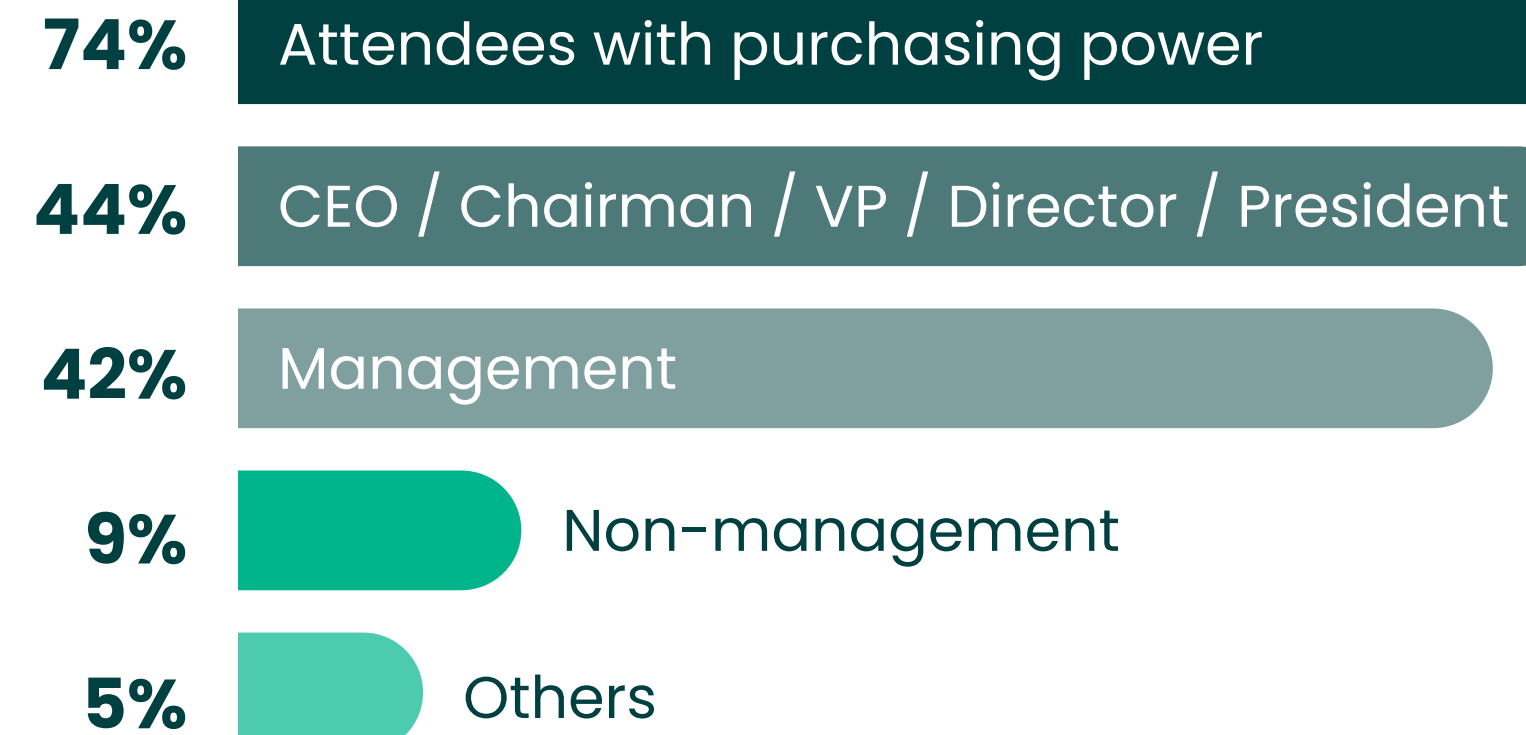 74% Attendees with purchasing power
44% CEO / Chairman / VP / Director / President
42% Management
9% Non-management
5% Others